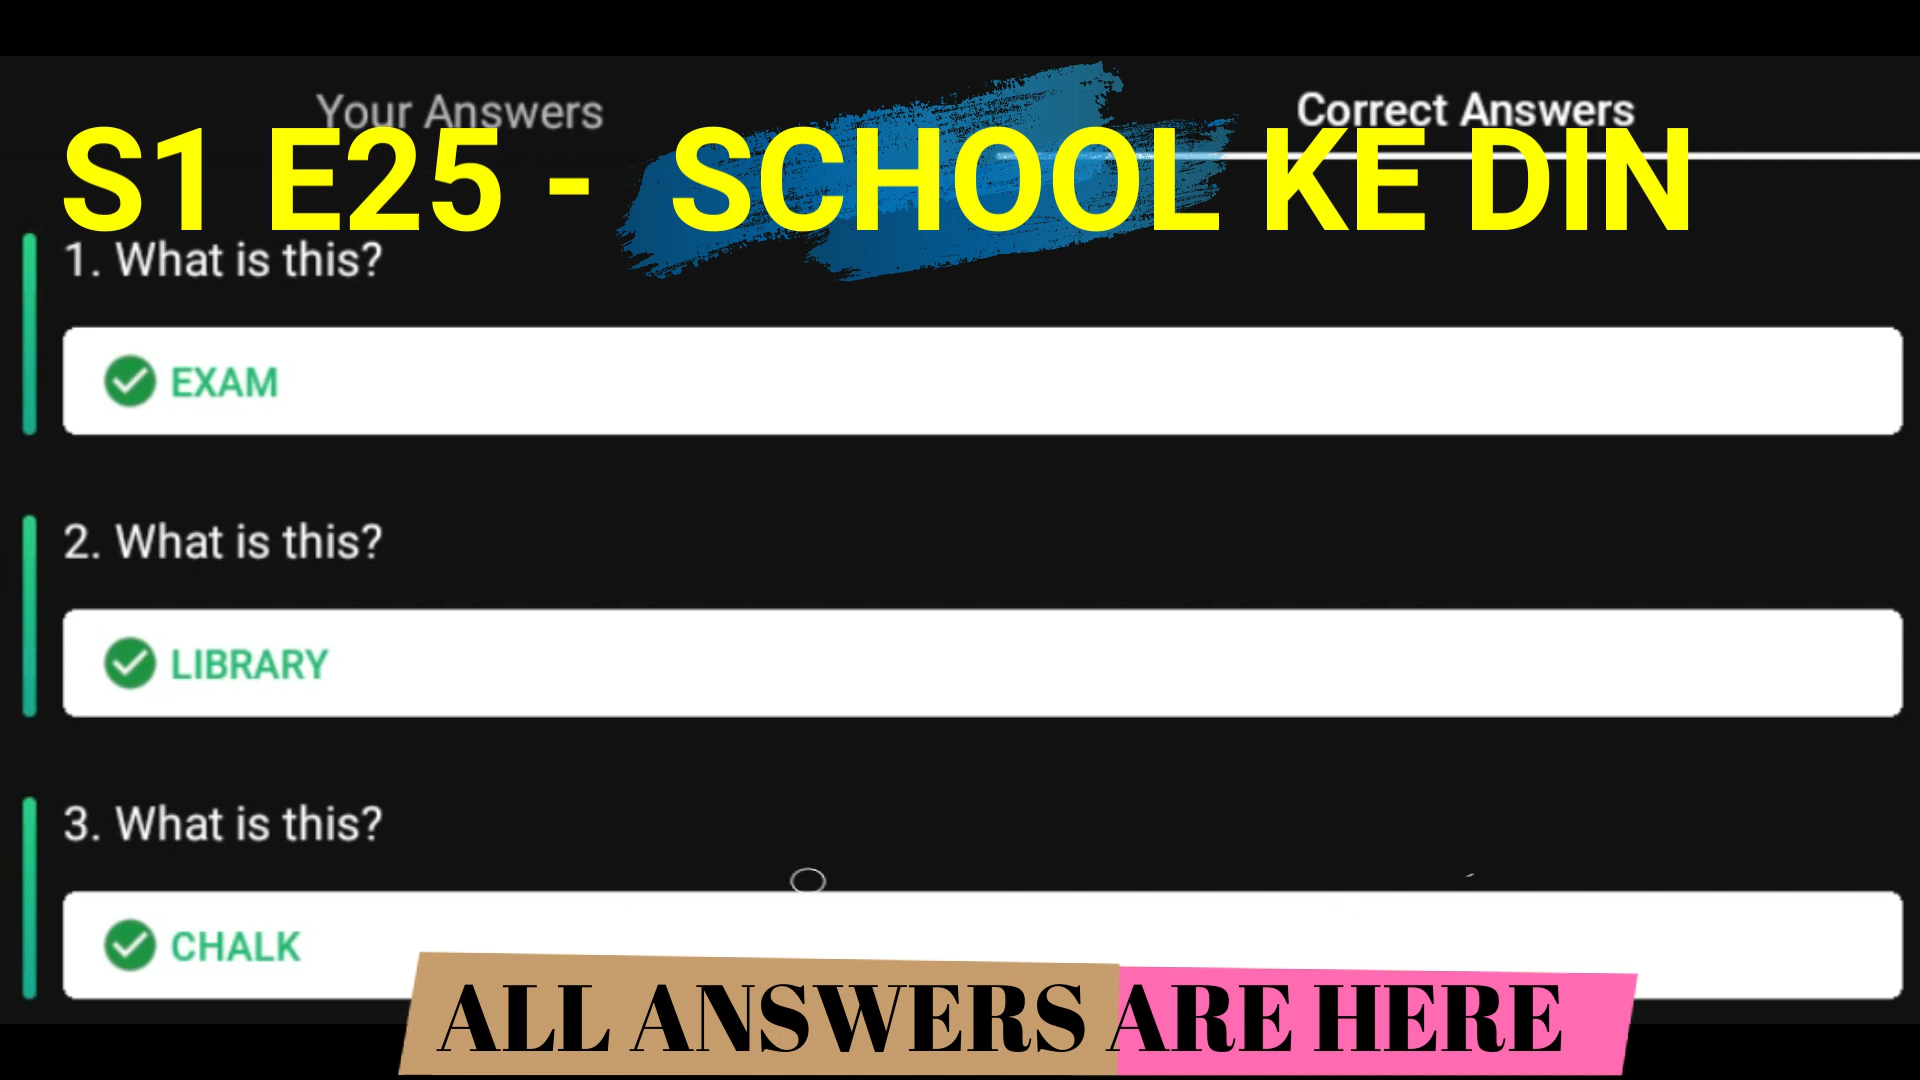 Your Answers
Correct Answers
S1 E25 - SCHOOL KE DIN
1. What is this?
EXAM
2. What is this?
LIBRARY
3. What is this?
CHALK
ALL ANSWERS ARE HERE